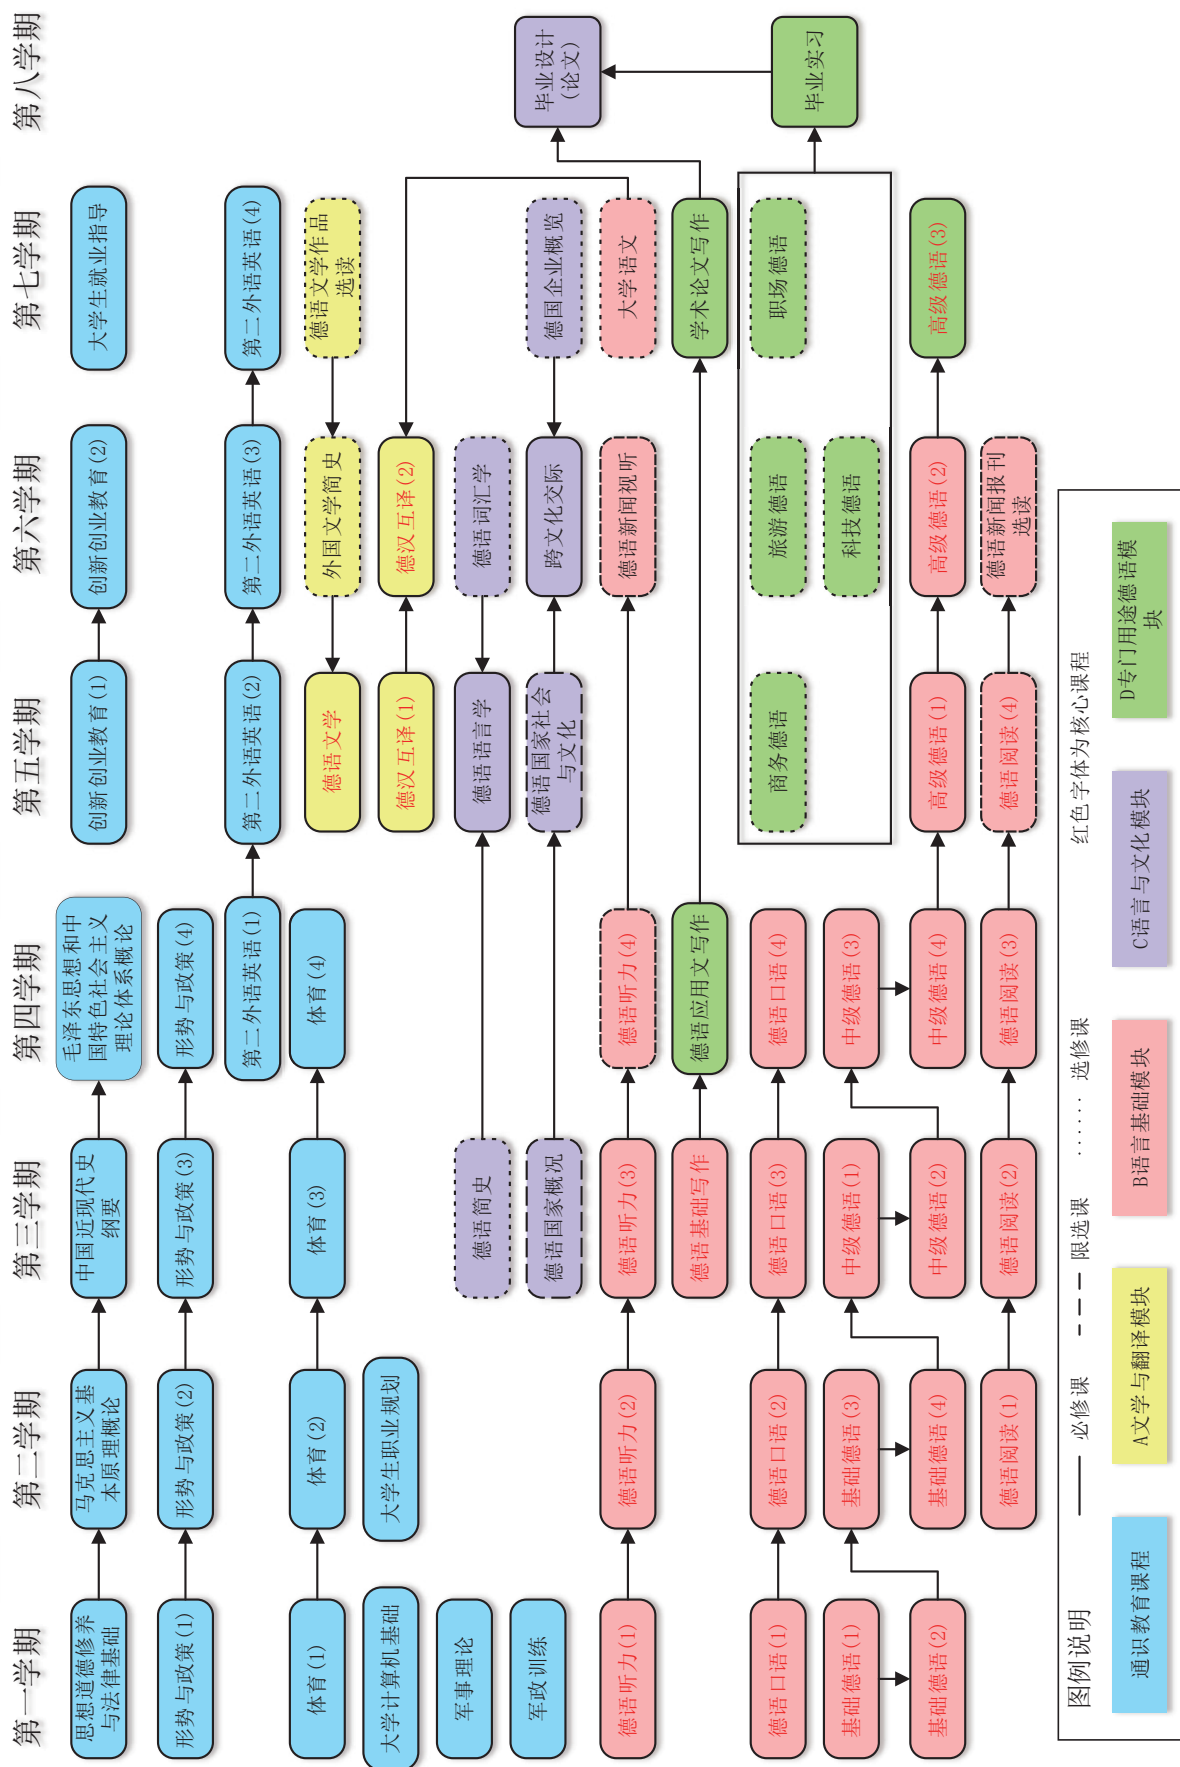 第一学期
第二学期
第三学期
第四学期
第五学期
第六学期
第七学期
第八学期
思想道德修养
与法律基础
马克思主义基
本原理概论
中国近现代史
纲要
毛泽东思想和中
国特色社会主义
理论体系概论
创新创业教育(1)
创新创业教育(2)
大学生就业指导
形势与政策(1)
形势与政策(2)
形势与政策(3)
形势与政策(4)
第二外语英语(1)
第二外语英语(2)
第二外语英语(3)
第二外语英语(4)
体育(1)
体育(2)
体育(3)
体育(4)
德语文学
外国文学简史
德语文学作品
选读
大学计算机基础
大学生职业规划
德汉互译(1)
德汉互译(2)
军事理论
德语简史
德语语言学
德语词汇学
军政训练
德语国家概况
德语国家社会
与文化
跨文化交际
德国企业概览
毕业设计
(论文)
德语听力(1)
德语听力(2)
德语听力(3)
德语听力(4)
德语新闻视听
大学语文
德语基础写作
德语应用文写作
学术论文写作
德语口语(1)
德语口语(2)
德语口语(3)
德语口语(4)
商务德语
旅游德语
职场德语
毕业实习
基础德语(1)
基础德语(3)
中级德语(1)
中级德语(3)
科技德语
基础德语(2)
基础德语(4)
中级德语(2)
中级德语(4)
高级德语(1)
高级德语(2)
高级德语(3)
德语阅读(1)
德语阅读(2)
德语阅读(3)
德语阅读(4)
德语新闻报刊
选读
图例说明
必修课
限选课
选修课
红色字体为核心课程
通识教育课程
A文学与翻译模块
B语言基础模块
C语言与文化模块
D专门用途德语模
块